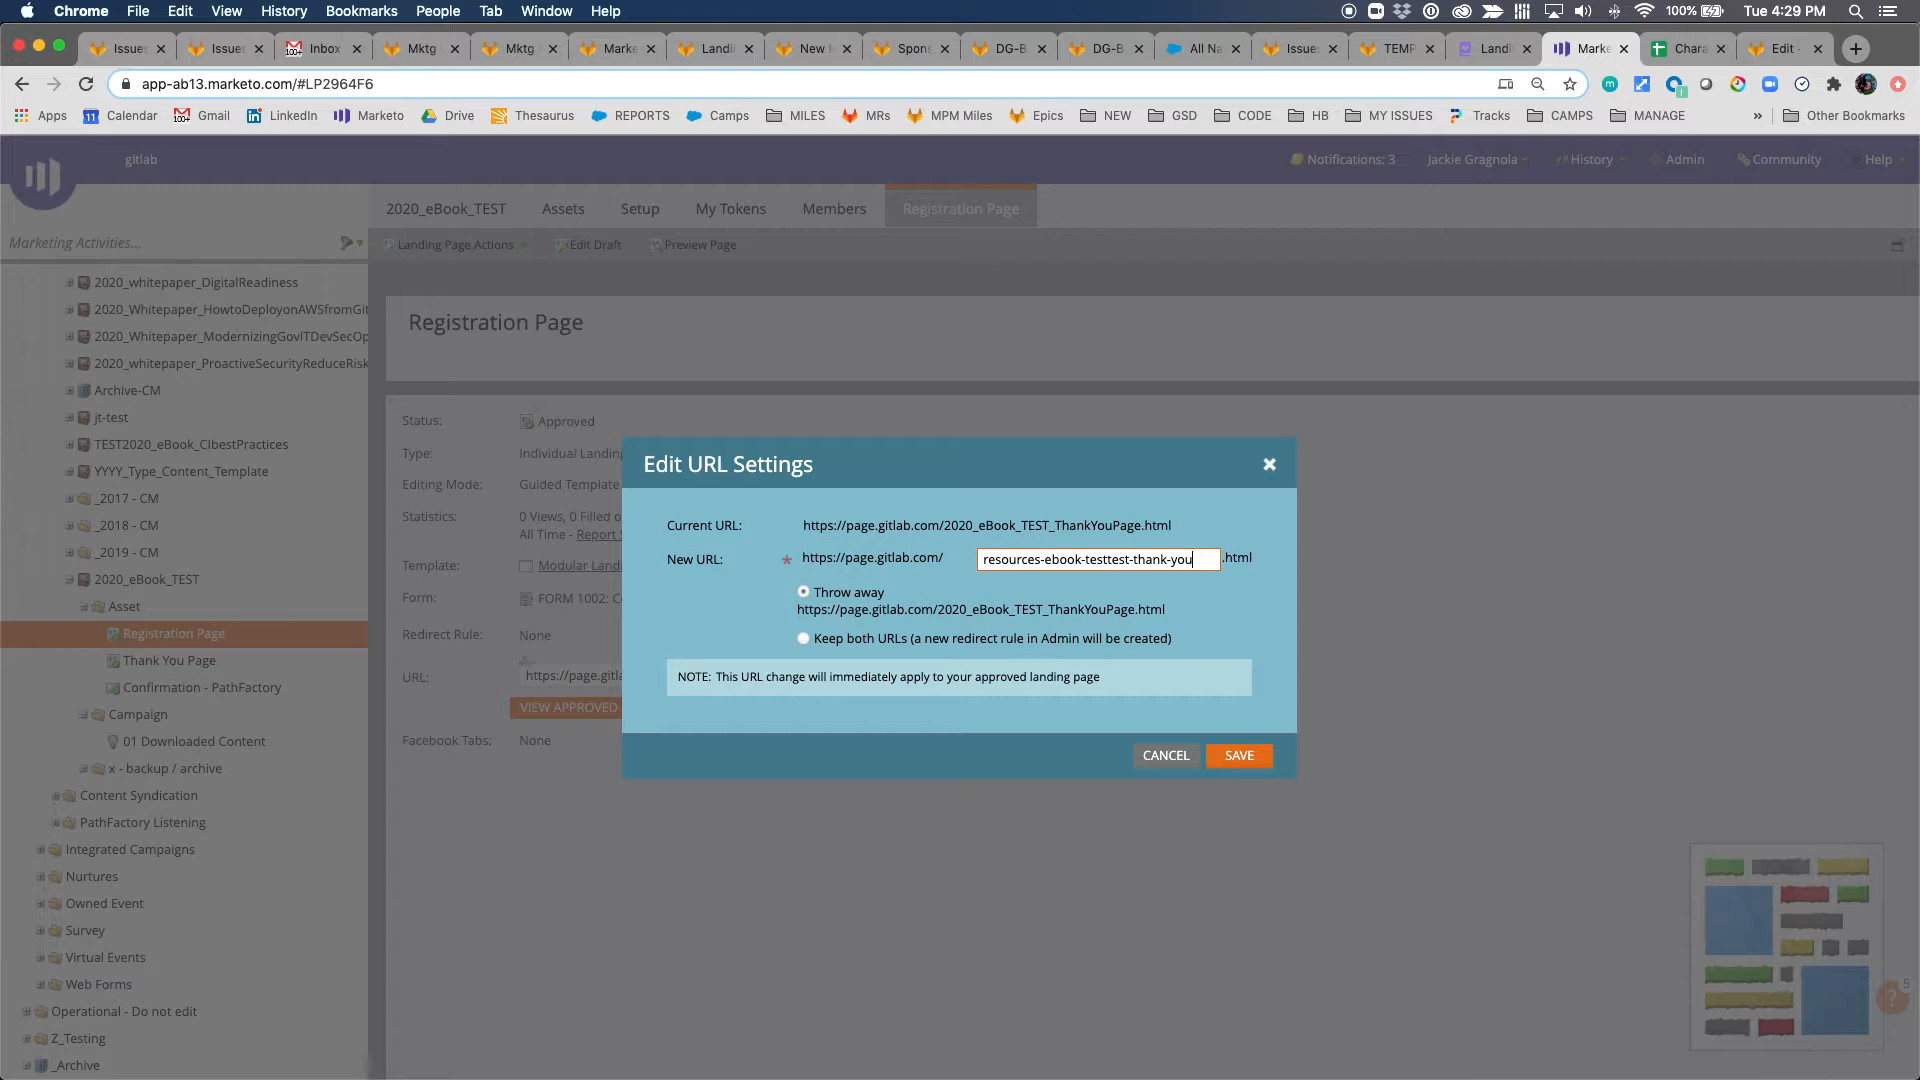 Chrome File Edit View History Bookmarks People Tab Window Help 100% Tue 4:29 PM
Issues Issues Inbox Mktg Mktg Marke Landi New I Spons DG-B DG-B All Na Issues TEMP Landi Marke Chara Edit -
app-ab13.marketo.com/#LP2964F6
Apps Calendar Gmail LinkedIn Marketo Drive Thesaurus REPORTS Camps MILES MRs MPM Miles Epics NEW GSD CODE HB MY ISSUES Tracks CAMPS MANAGE » Other Bookmarks
gitlab Notifications: 3 Jackie Gragnola History Admin Community Help
2020_eBook_TEST Assets Setup My Tokens Members Registration Page
Marketing Activities...
Landing Page Actions Edit Draft Preview Page
2020_whitepaper_DigitalReadiness
2020_Whitepaper_HowtoDeployonAWSfromGit
2020_Whitepaper_ModernizingGovITDevSecOp
2020_whitepaper_ProactiveSecurityReduceRisk
Archive-CM
jt-test
TEST2020_eBook_CIbestPractices
YYYY_Type_Content_Template
_2017 - CM
_2018 - CM
_2019 - CM
2020_eBook_TEST
Asset
Registration Page
Thank You Page
Confirmation - PathFactory
Campaign
01 Downloaded Content
x - backup / archive
Content Syndication
PathFactory Listening
Integrated Campaigns
Nurtures
Owned Event
Survey
Virtual Events
Web Forms
Operational - Do not edit
Z_Testing
_Archive
Registration Page
Status: Approved
Type: Individual Landin
Editing Mode: Guided Template
Statistics: 0 Views, 0 Filled o
All Time - Report
Template: Modular Landi
Form: FORM 1002: C
Redirect Rule: None
URL: https://page.gitla
VIEW APPROVED
Facebook Tabs: None
Edit URL Settings
Current URL: https://page.gitlab.com/2020_eBook_TEST_ThankYouPage.html
New URL: * https://page.gitlab.com/ resources-ebook-testtest-thank-you .html
Throw away
https://page.gitlab.com/2020_eBook_TEST_ThankYouPage.html
Keep both URLs (a new redirect rule in Admin will be created)
NOTE: This URL change will immediately apply to your approved landing page
CANCEL SAVE
5
?